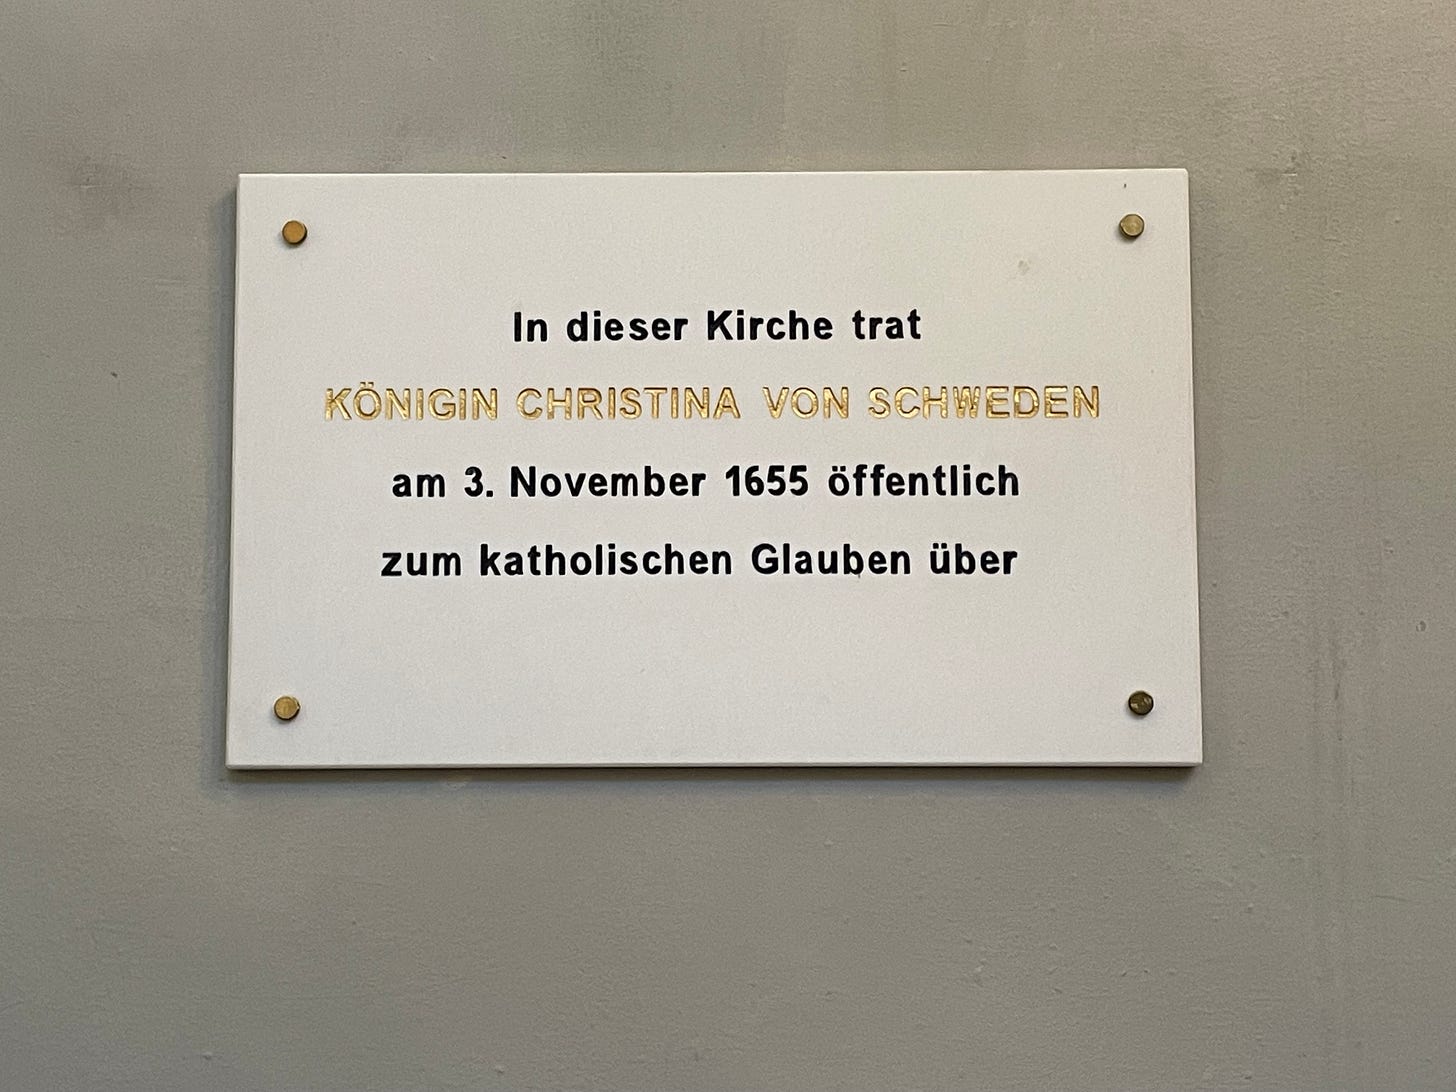 In dieser Kirche trat
KÖNIGIN CHRISTINA VON SCHWEDEN
am 3. November 1655 öffentlich
zum katholischen Glauben über